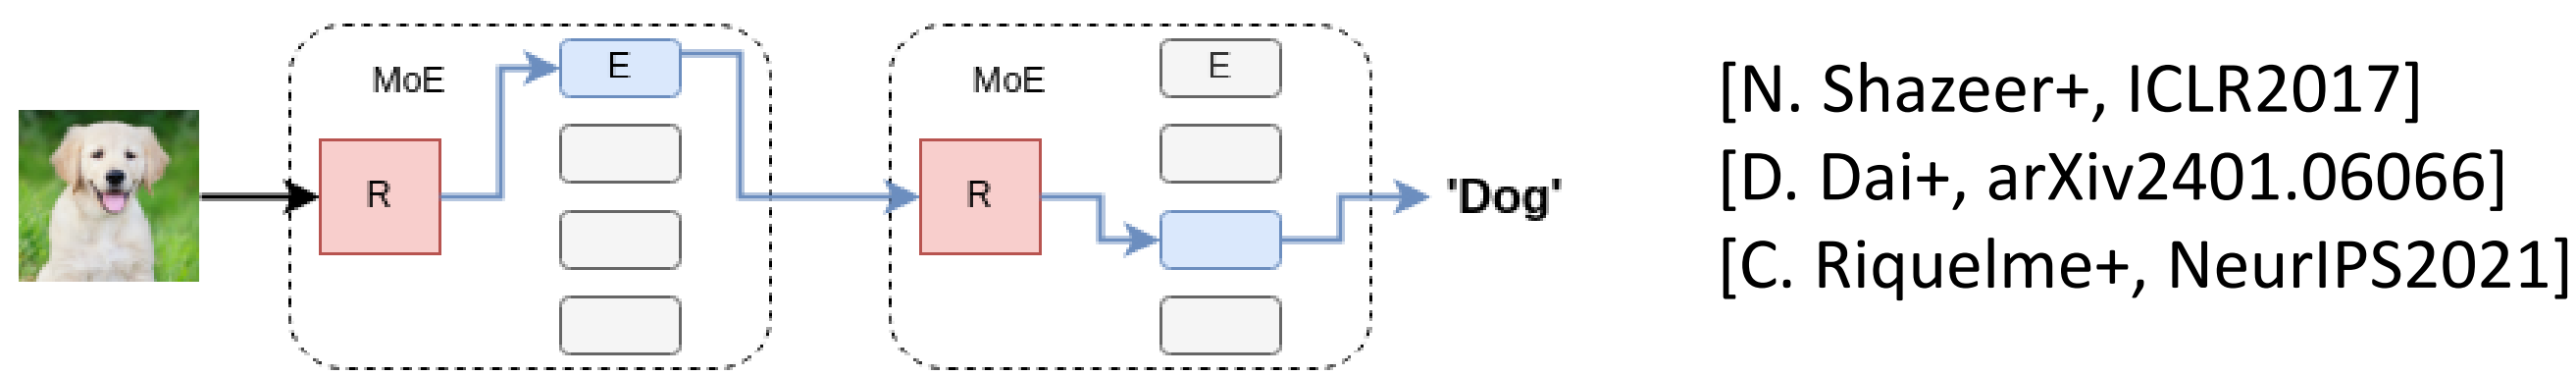 MoE
R
E
MoE
R
E
'Dog'
[N. Shazeer+, ICLR2017]
[D. Dai+, arXiv2401.06066]
[C. Riquelme+, NeurIPS2021]